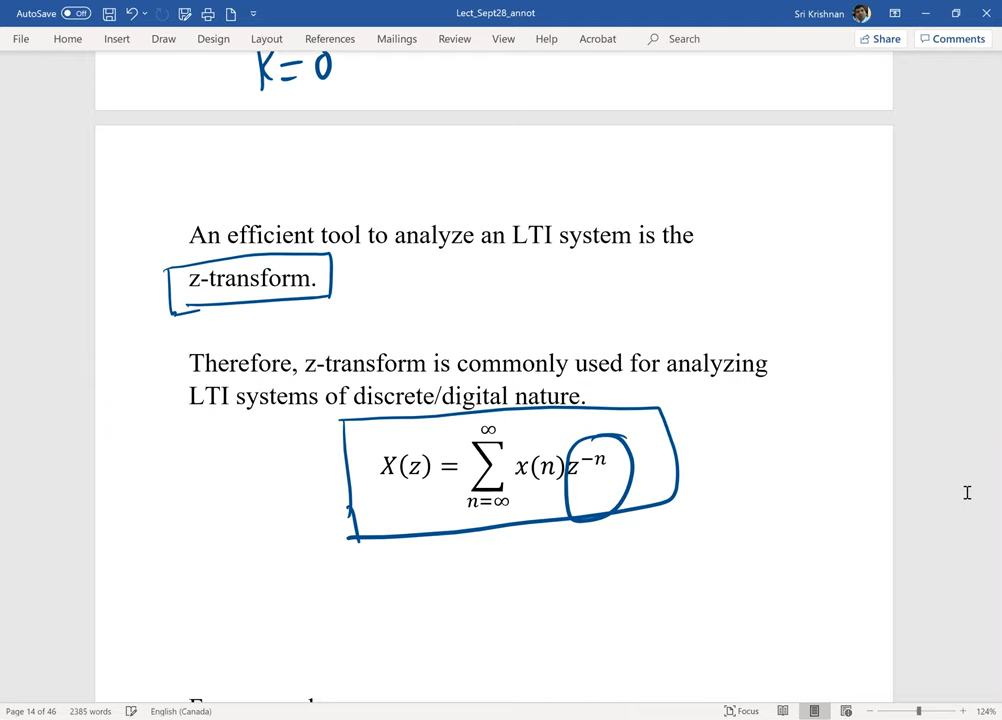 AutoSave Off Lect_Sept28_annot Sri Krishnan
File Home Insert Draw Design Layout References Mailings Review View Help Acrobat Search Share Comments
K=0
An efficient tool to analyze an LTI system is the
z-transform.
Therefore, z-transform is commonly used for analyzing
LTI systems of discrete/digital nature.
X(z) = ∑_{n=∞}^{∞} x(n)z^{−n}
Page 14 of 46 2385 words English (Canada) Focus 124%